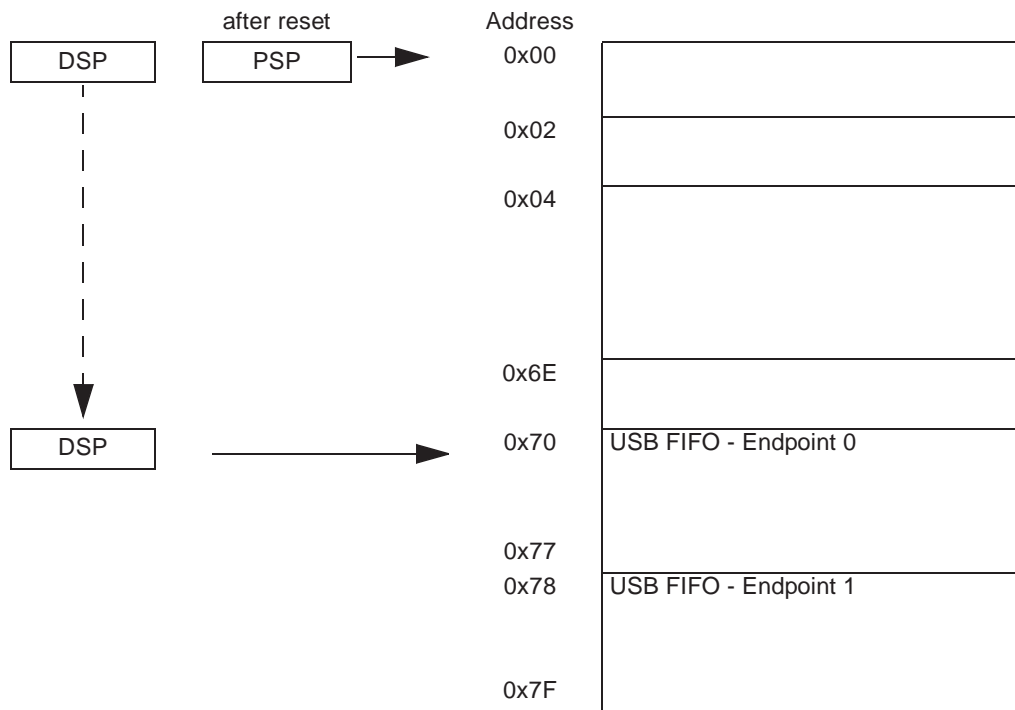 after reset Address
DSP PSP 0x00
0x02
0x04
0x6E
DSP 0x70 USB FIFO - Endpoint 0
0x77
0x78 USB FIFO - Endpoint 1
0x7F